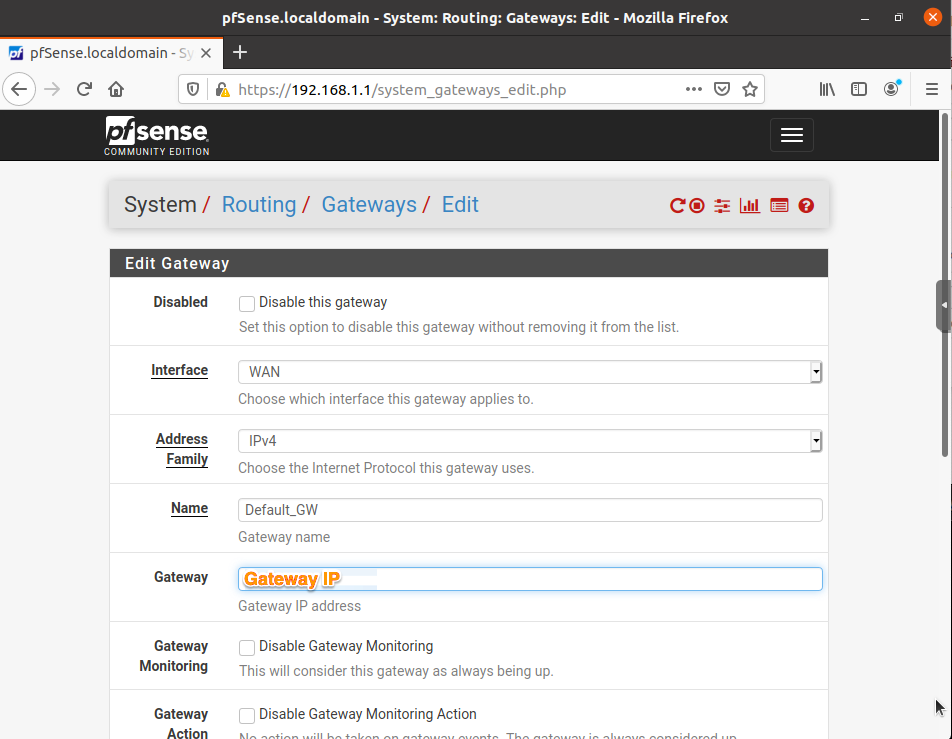 pfSense.localdomain - System: Routing: Gateways: Edit - Mozilla Firefox
pfSense.localdomain - Sy
https://192.168.1.1/system_gateways_edit.php
pfsense
COMMUNITY EDITION
System / Routing / Gateways / Edit
Edit Gateway
Disabled
Disable this gateway
Set this option to disable this gateway without removing it from the list.
Interface
WAN
Choose which interface this gateway applies to.
Address
Family
IPv4
Choose the Internet Protocol this gateway uses.
Name
Default_GW
Gateway name
Gateway
Gateway IP
Gateway IP address
Gateway
Monitoring
Disable Gateway Monitoring
This will consider this gateway as always being up.
Gateway
Action
Disable Gateway Monitoring Action
No action will be taken on gateway events. The gateway is always considered up.